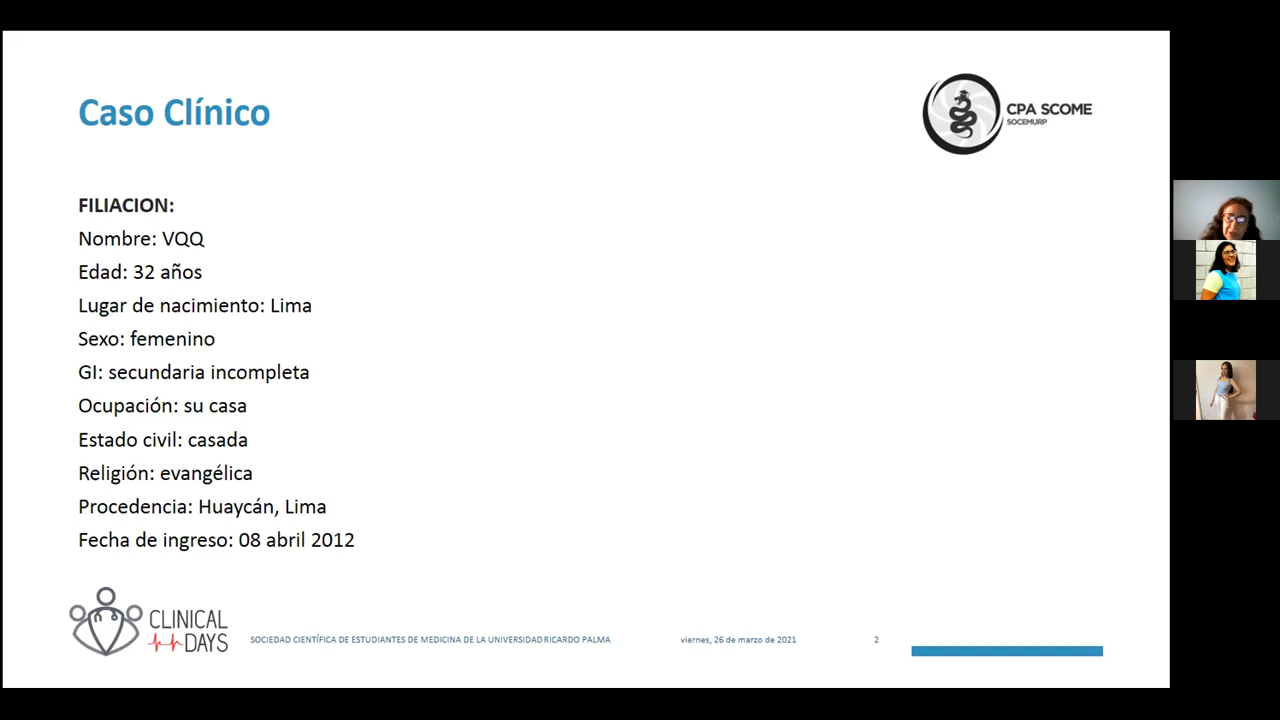 Caso Clínico
CPA SCOME
SOCEMURP
FILIACION:
Nombre: VQQ
Edad: 32 años
Lugar de nacimiento: Lima
Sexo: femenino
GI: secundaria incompleta
Ocupación: su casa
Estado civil: casada
Religión: evangélica
Procedencia: Huaycán, Lima
Fecha de ingreso: 08 abril 2012
CLINICAL
DAYS
SOCIEDAD CIENTÍFICA DE ESTUDIANTES DE MEDICINA DE LA UNIVERSIDAD RICARDO PALMA
viernes, 26 de marzo de 2021
2